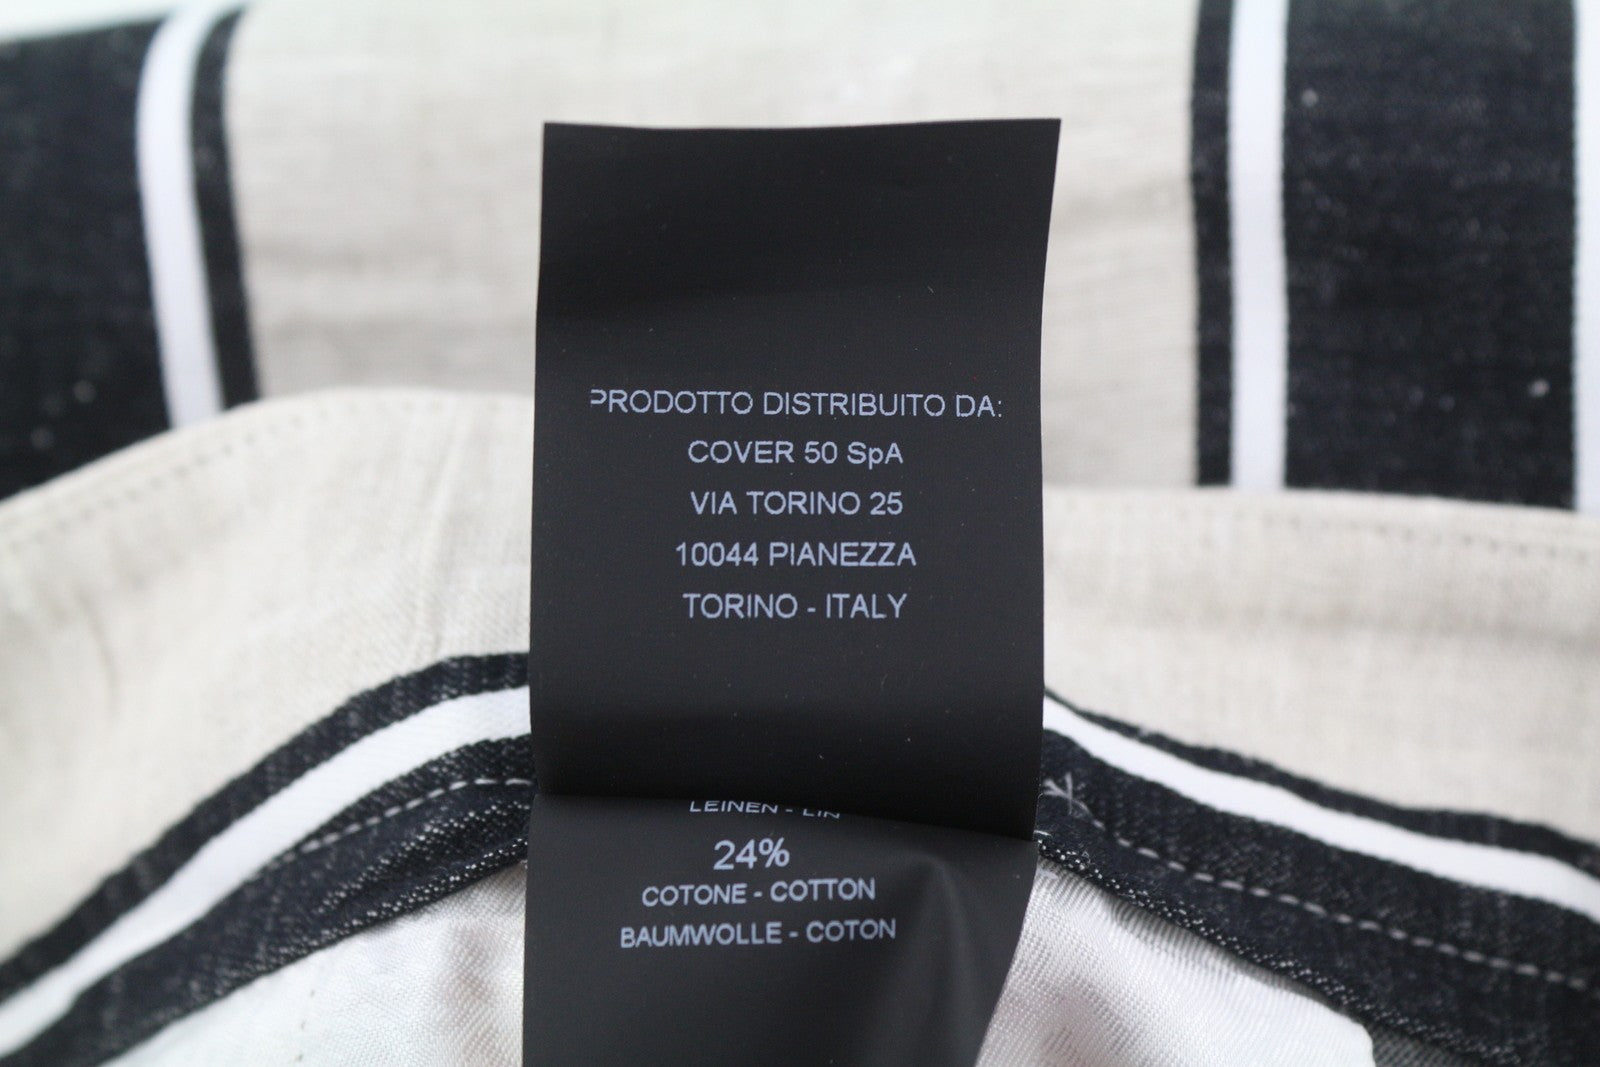 PRODOTTO DISTRIBUITO DA:
COVER 50 SpA
VIA TORINO 25
10044 PIANEZZA
TORINO - ITALY
LEINEN - LIN
24%
COTONE - COTTON
BAUMWOLLE - COTON